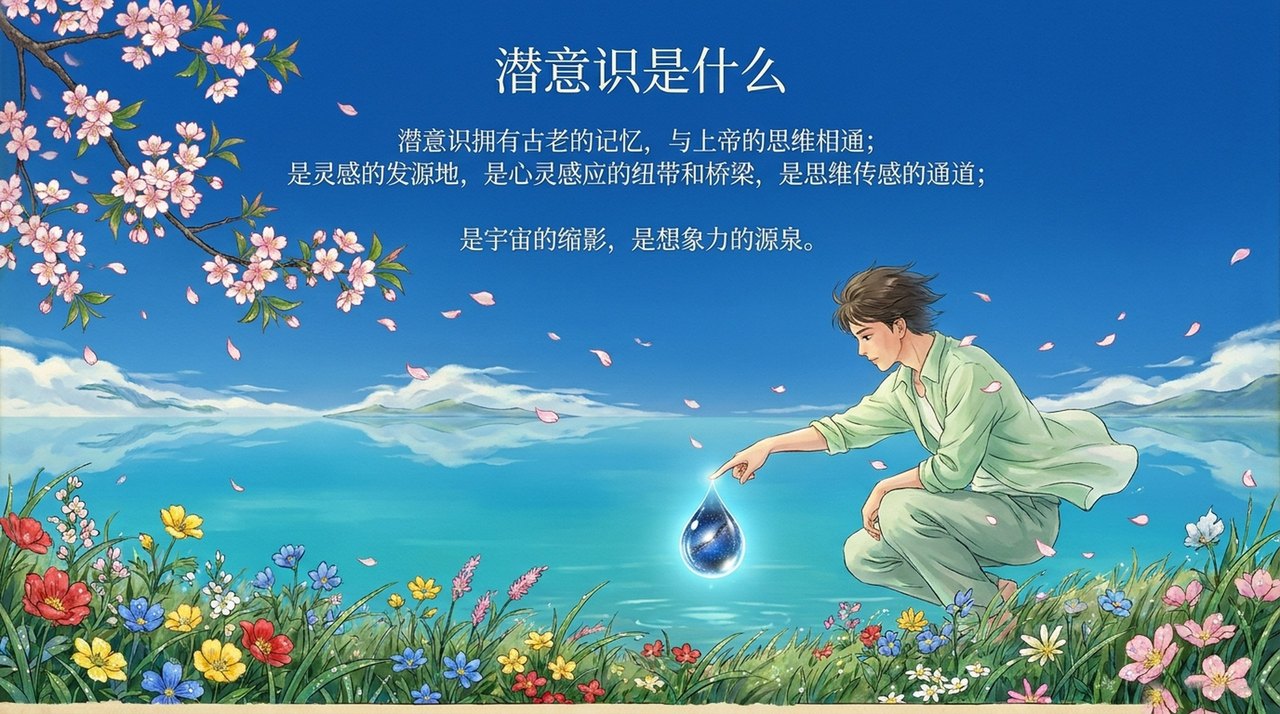 潜意识是什么
潜意识拥有古老的记忆，与上帝的思维相通；
是灵感的发源地，是心灵感应的纽带和桥梁，是思维传感的通道；
是宇宙的缩影，是想象力的源泉。